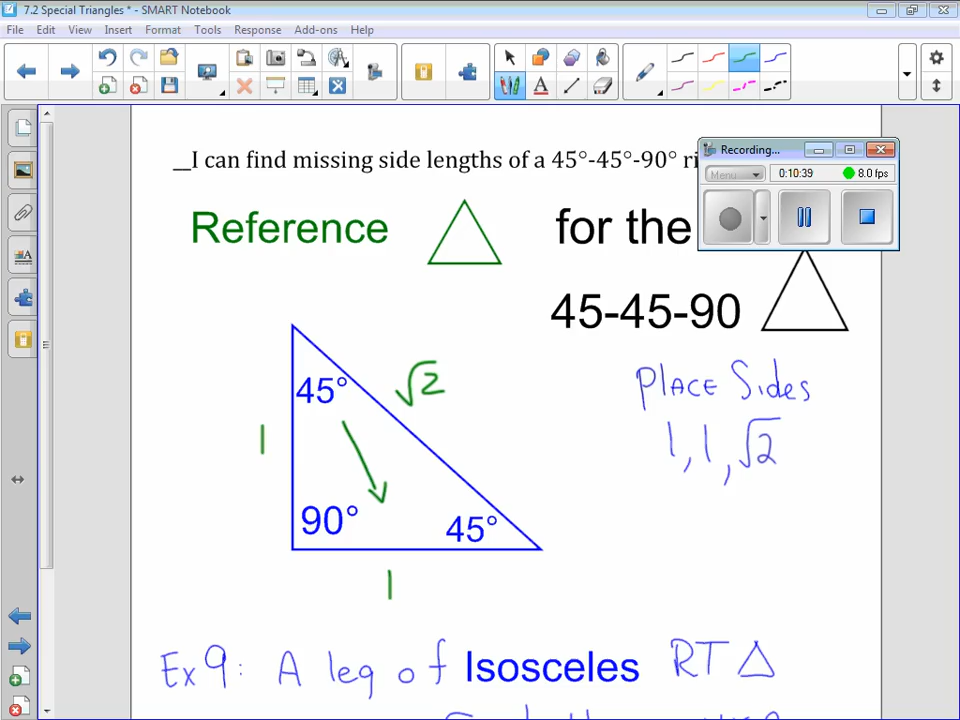 7.2 Special Triangles * - SMART Notebook
File Edit View Insert Format Tools Response Add-ons Help
__I can find missing side lengths of a 45°-45°-90° ri
Recording...
Menu 0:10:39 8.0 fps
Reference for the
45-45-90
45° √2
Place Sides
1 1, 1, √2
90° 45°
1
Ex 9: A leg of Isosceles RT △